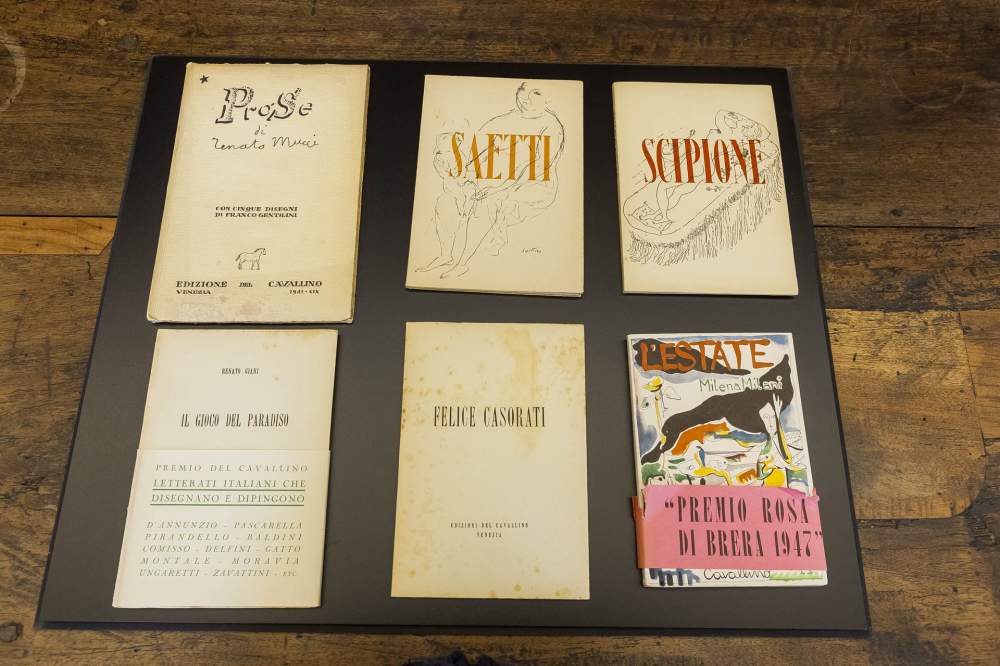 Prose
di
Renato Mucci
CON CINQUE DISEGNI
DI FRANCO GENTILINI
EDIZIONE DEL CAVALLINO
VENEZIA 1941 - XIX
SAETTI
SCIPIONE
RENATO GIANI
IL GIOCO DEL PARADISO
PREMIO DEL CAVALLINO
LETTERATI ITALIANI CHE
DISEGNANO E DIPINGONO
D'ANNUNZIO - PASCARELLA
PIRANDELLO - BALDINI
COMISSO - DELFINI - GATTO
MONTALE - MORAVIA
UNGARETTI - ZAVATTINI - ETC.
FELICE CASORATI
EDIZIONI DEL CAVALLINO
VENEZIA
L'ESTATE
Milena Milani
"PREMIO ROSA
DI BRERA 1947"
Cavallino